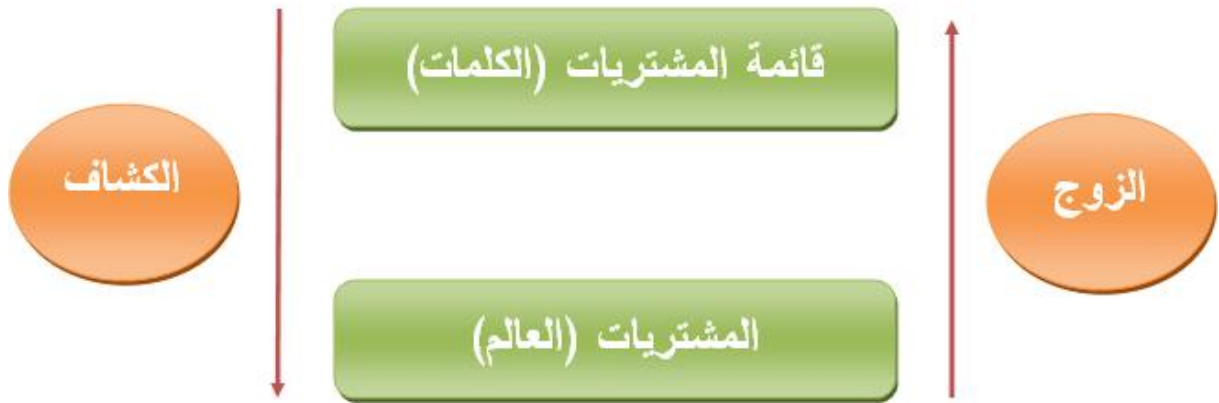 قائمة المشتريات (الكلمات)
الزوج
الكشاف
المشتريات (العالم)